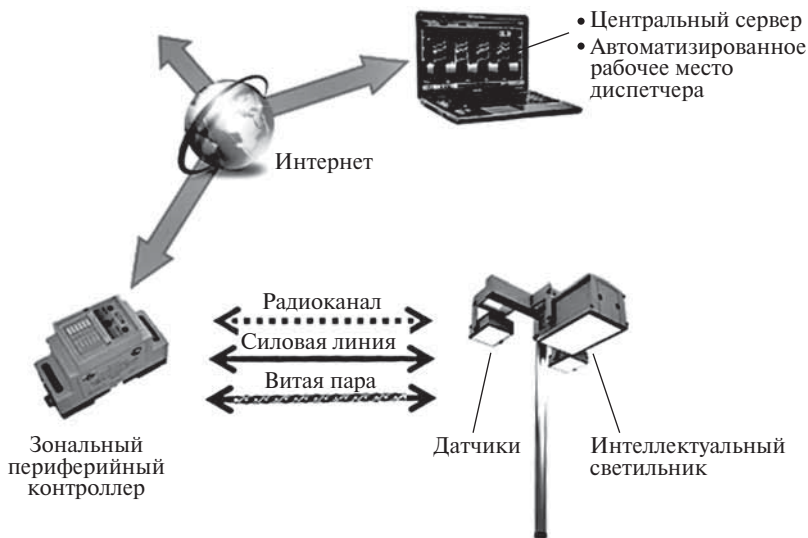 • Центральный сервер
• Автоматизированное
рабочее место
диспетчера
Интернет
Радиоканал
Силовая линия
Витая пара
Зональный
периферийный
контроллер
Датчики
Интеллектуальный
светильник